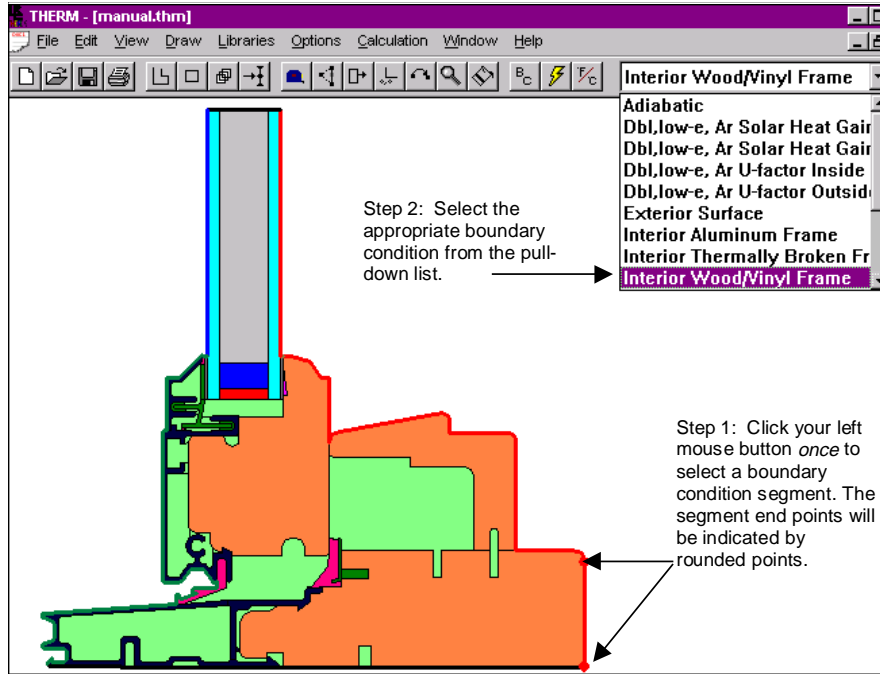 THERM - [manual.thm]
File Edit View Draw Libraries Options Calculation Window Help
BC F/C Interior Wood/Vinyl Frame
Adiabatic
Dbl,low-e, Ar Solar Heat Gain
Dbl,low-e, Ar Solar Heat Gain
Dbl,low-e, Ar U-factor Inside
Dbl,low-e, Ar U-factor Outside
Exterior Surface
Interior Aluminum Frame
Interior Thermally Broken Fr
Interior Wood/Vinyl Frame
Step 2: Select the
appropriate boundary
condition from the pull-
down list.
Step 1: Click your left
mouse button once to
select a boundary
condition segment. The
segment end points will
be indicated by
rounded points.